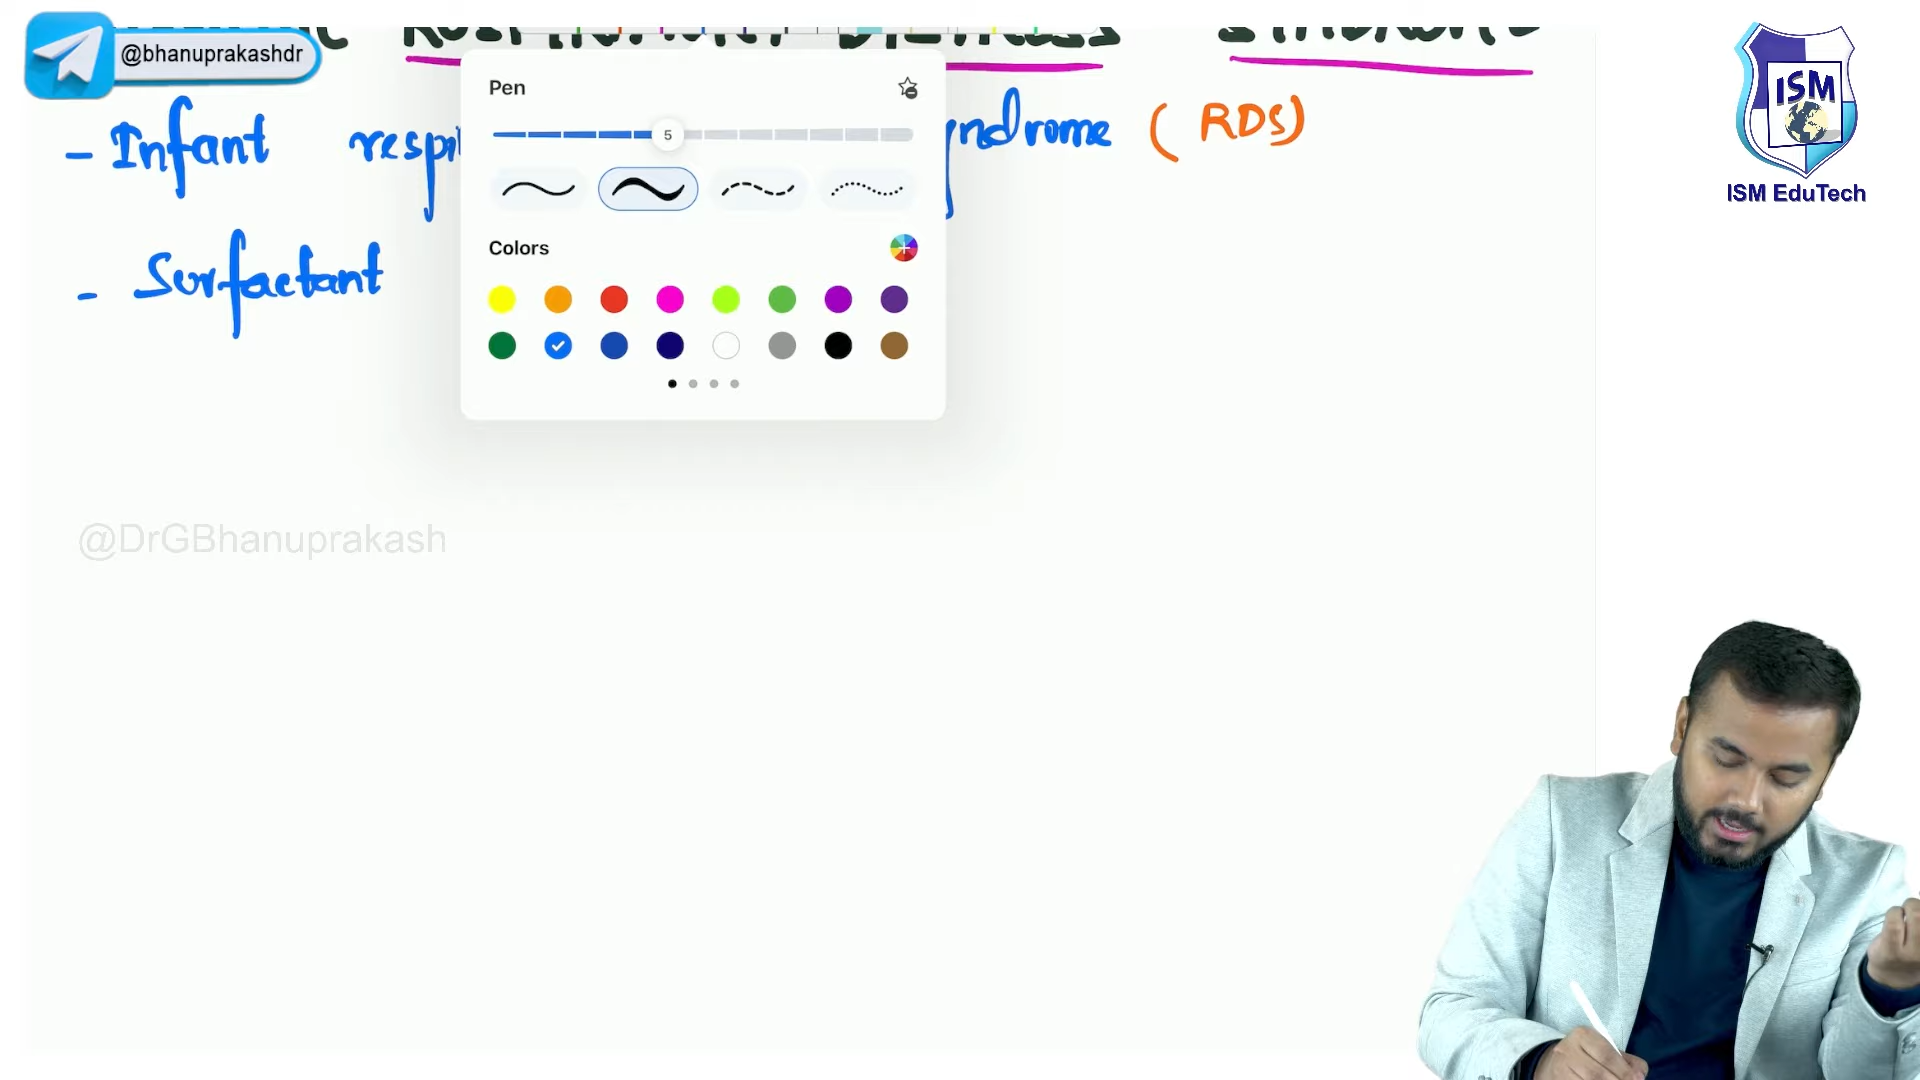 @bhanuprakashdr
- Infant respi ndrome (RDS)
- Surfactant
Pen
5
Colors
@DrGBhanuprakash
ISM
ISM EduTech